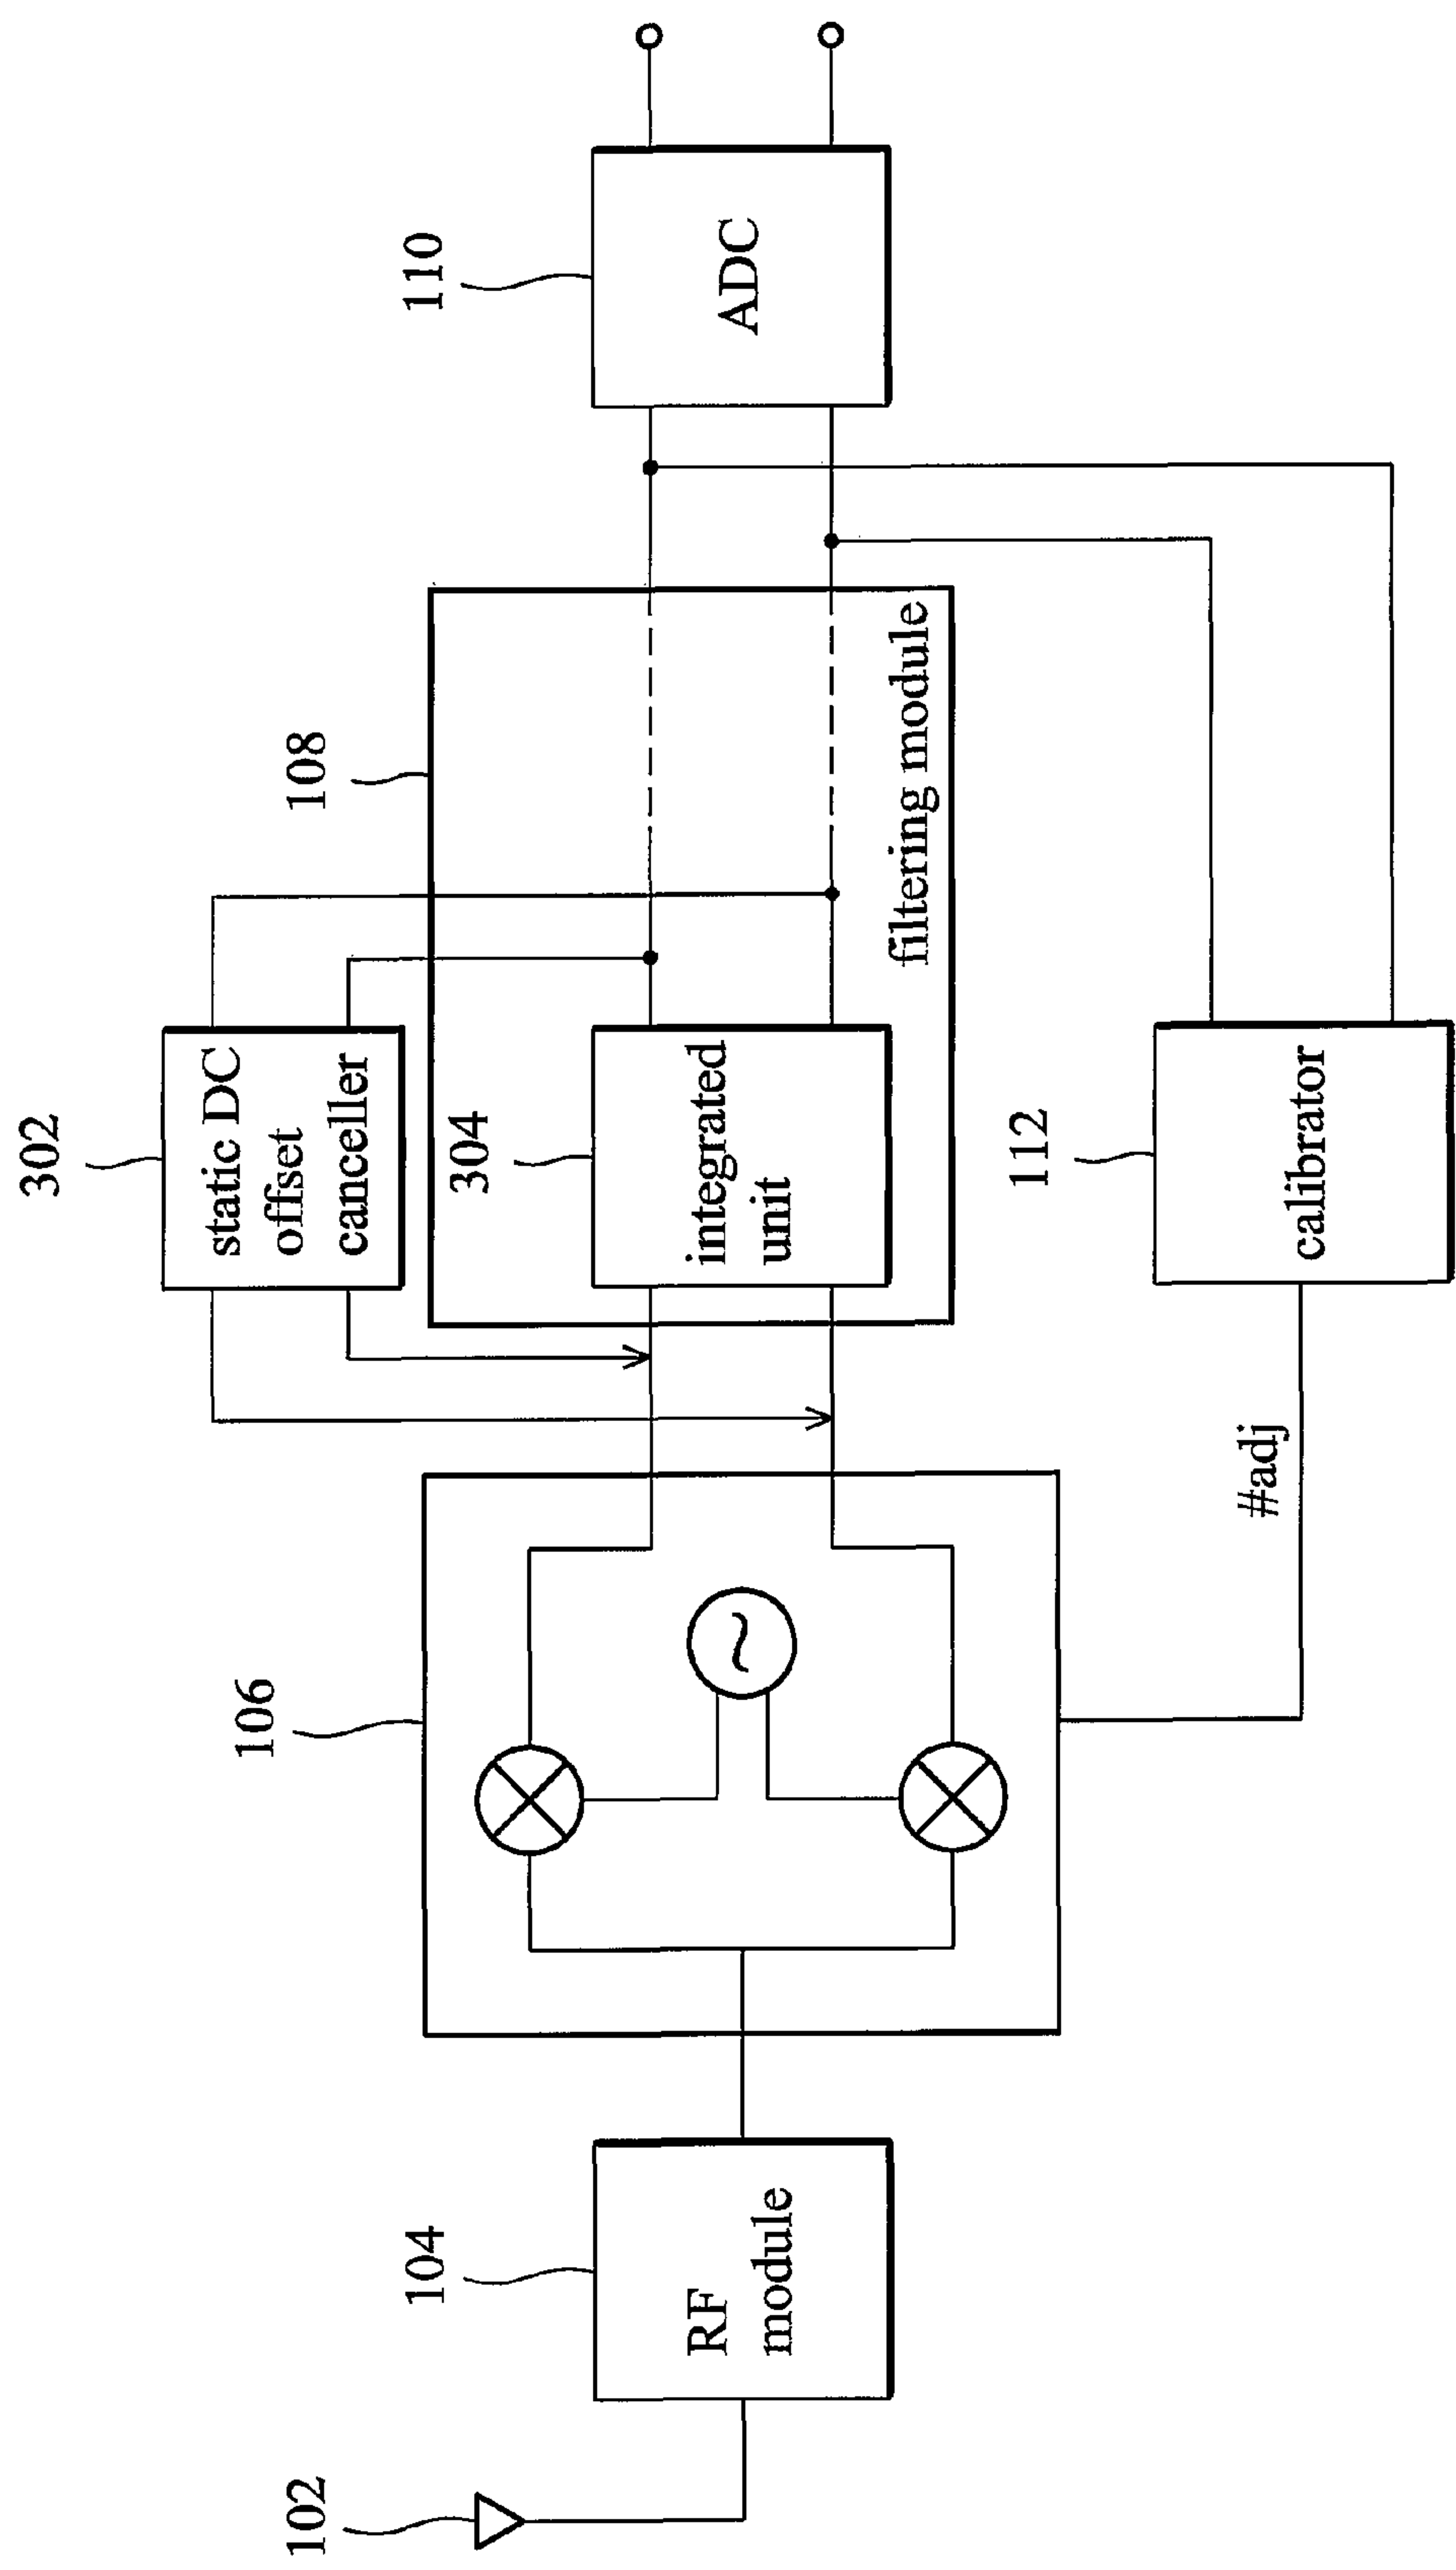 302
static DC
offset
canceller
108
110
304
integrated
unit
filtering module
ADC
106
102
104
RF
module
112
#adj
calibrator